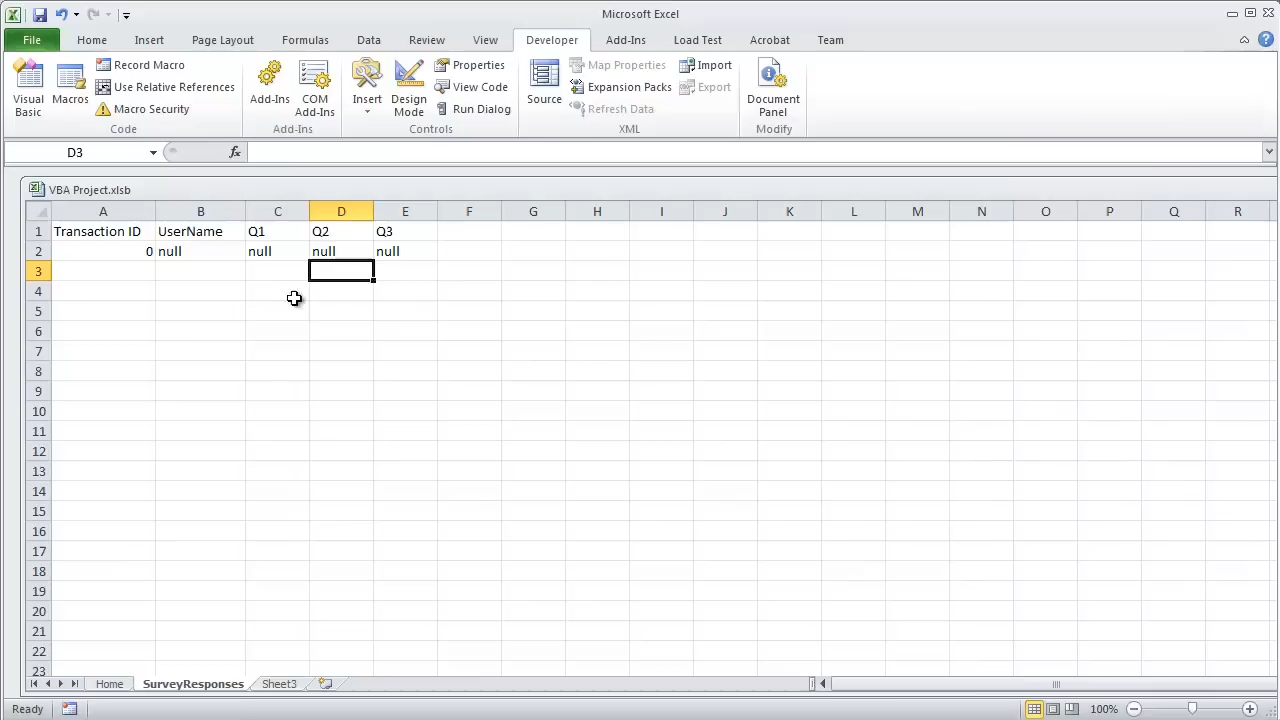 Microsoft Excel
File Home Insert Page Layout Formulas Data Review View Developer Add-Ins Load Test Acrobat Team
Visual Basic
Macros
Record Macro
Use Relative References
Macro Security
Code
Add-Ins
COM Add-Ins
Add-Ins
Insert
Design Mode
Properties
View Code
Run Dialog
Controls
Source
Map Properties
Expansion Packs
Refresh Data
Import
Export
XML
Document Panel
Modify
D3 fx
VBA Project.xlsb
A B C D E F G H I J K L M N O P Q R
1 Transaction ID UserName Q1 Q2 Q3
2 0 null null null null
3
4
5
6
7
8
9
10
11
12
13
14
15
16
17
18
19
20
21
22
23
Home SurveyResponses Sheet3
Ready 100%